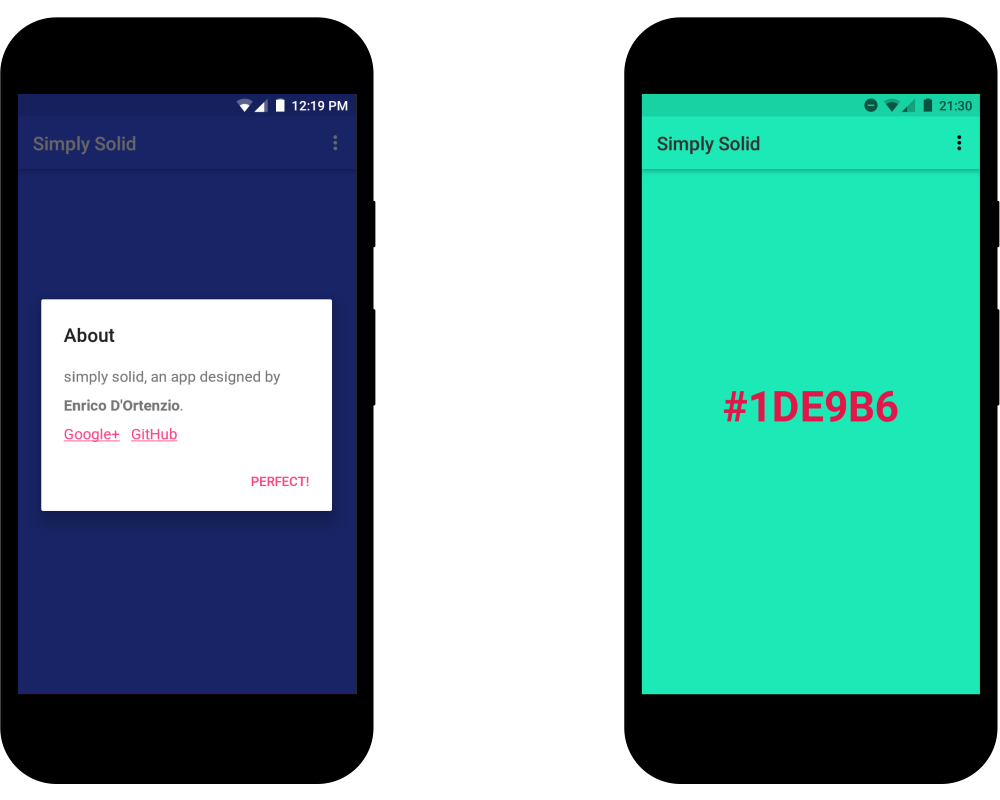 12:19 PM
Simply Solid
About
simply solid, an app designed by
Enrico D'Ortenzio.
Google+ GitHub
PERFECT!
21:30
Simply Solid
#1DE9B6